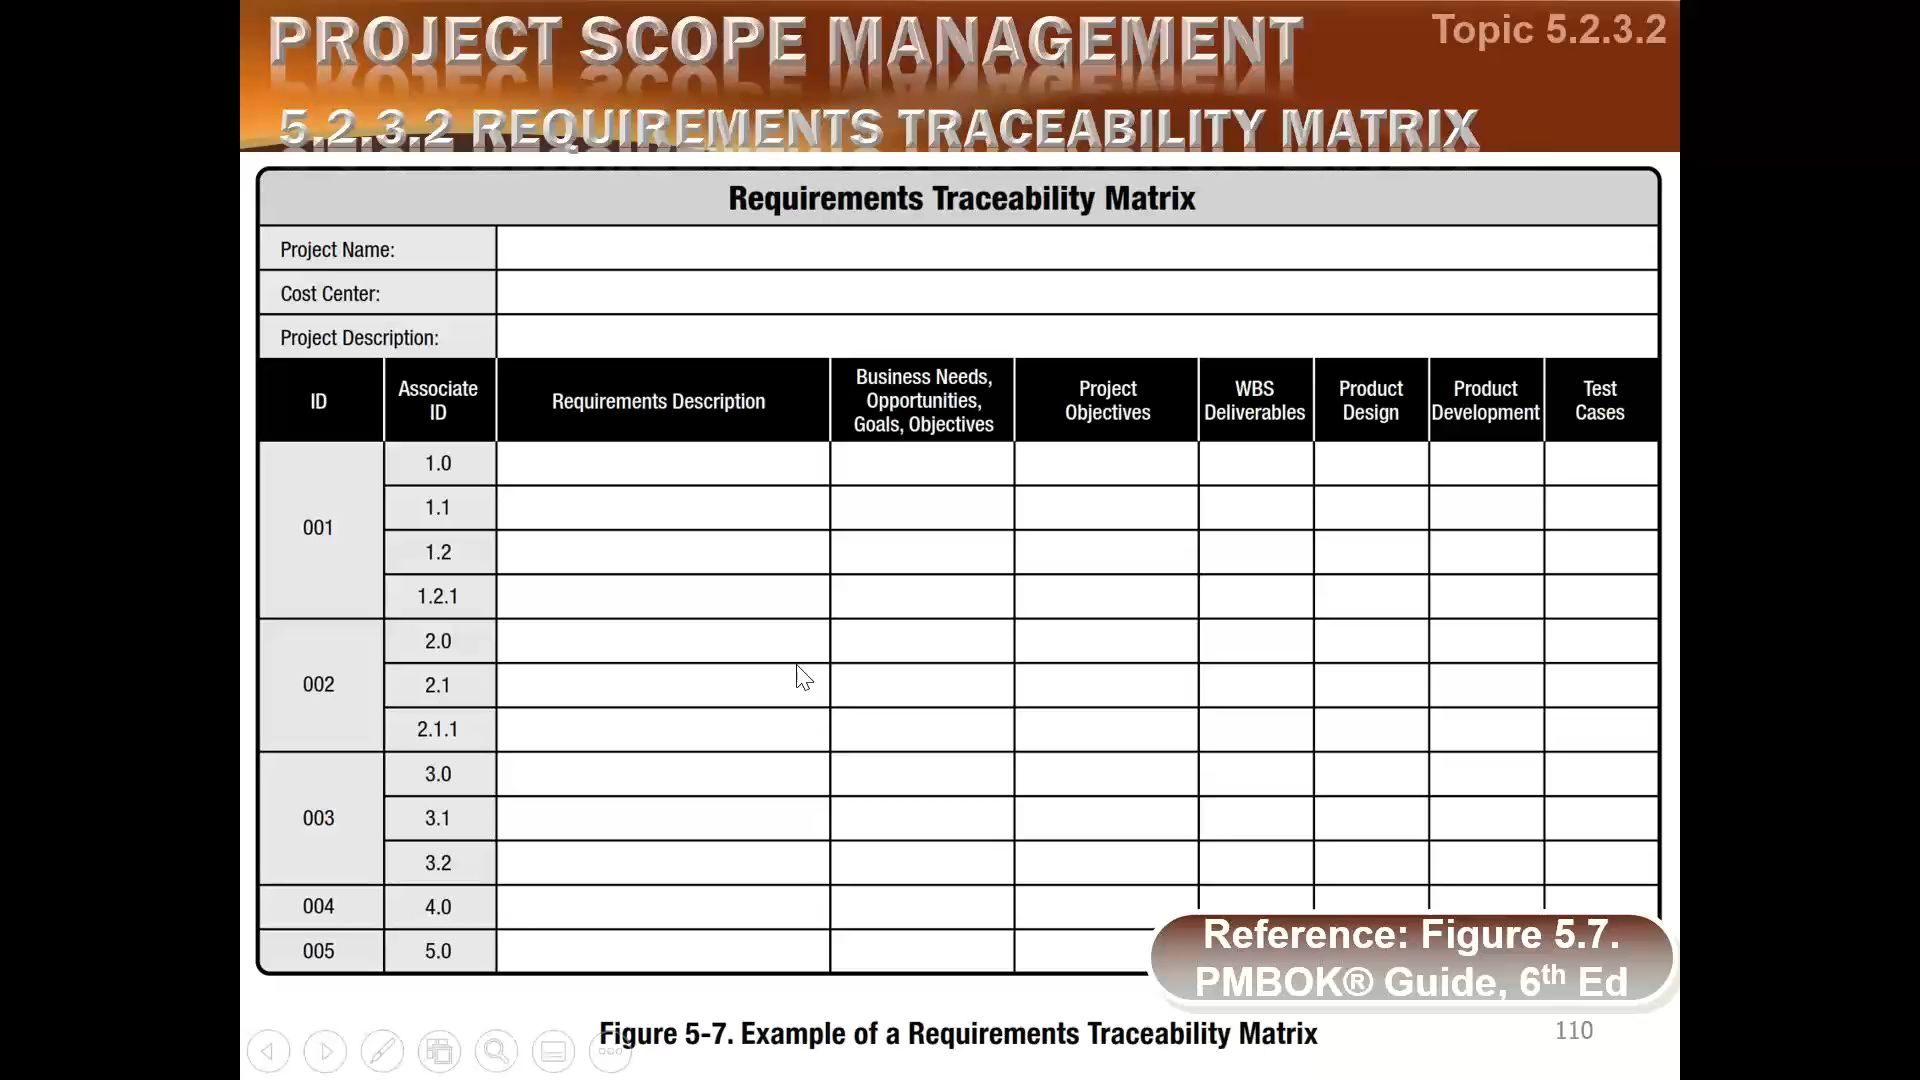 PROJECT SCOPE MANAGEMENT
Topic 5.2.3.2
5.2.3.2 REQUIREMENTS TRACEABILITY MATRIX
Requirements Traceability Matrix
Project Name:
Cost Center:
Project Description:
ID
Associate
ID
Requirements Description
Business Needs,
Opportunities,
Goals, Objectives
Project
Objectives
WBS
Deliverables
Product
Design
Product
Development
Test
Cases
001
1.0
1.1
1.2
1.2.1
002
2.0
2.1
2.1.1
003
3.0
3.1
3.2
004
4.0
005
5.0
Reference: Figure 5.7.
PMBOK® Guide, 6th Ed
Figure 5-7. Example of a Requirements Traceability Matrix
110